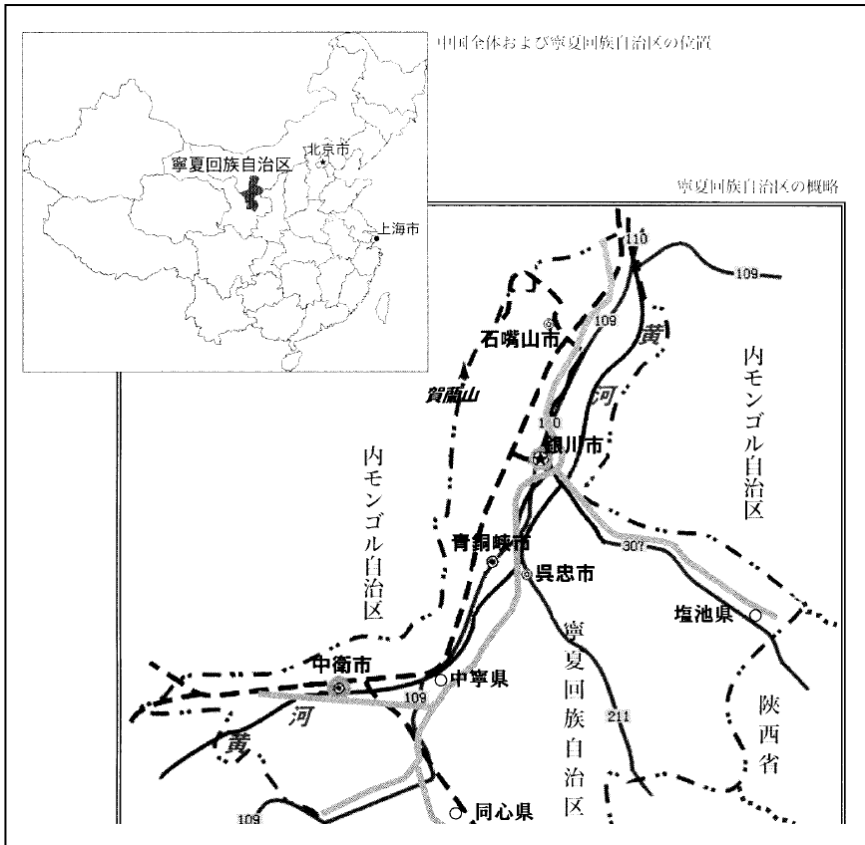 中国全体および寧夏回族自治区の位置
北京市
寧夏回族自治区
上海市
寧夏回族自治区の概略
110
109
石嘴山市
109
黄
河
賀蘭山
内モンゴル自治区
銀川市
内モンゴル自治区
青銅峡市
30?
呉忠市
塩池県
寧夏回族自治区
中衛市
中寧県
109
河
黄
211
陝西省
同心県
109